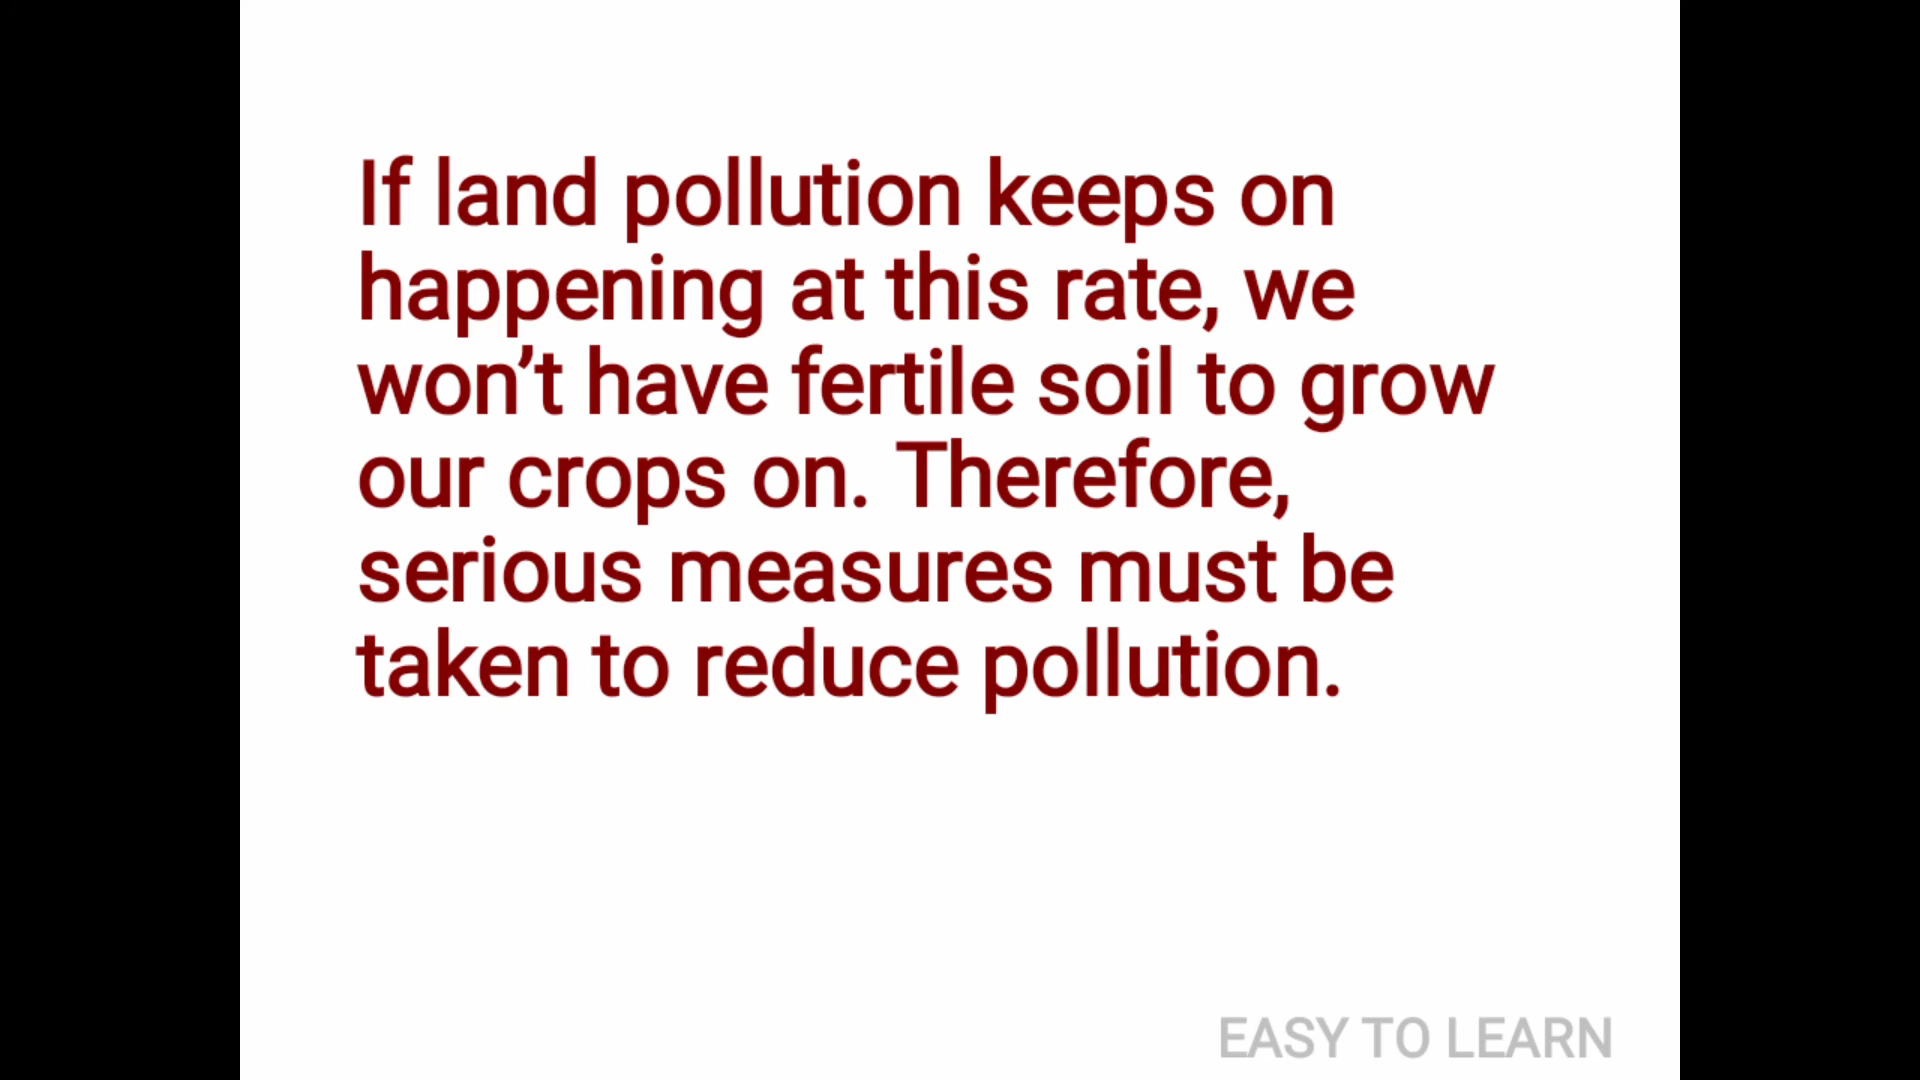 If land pollution keeps on
happening at this rate, we
won’t have fertile soil to grow
our crops on. Therefore,
serious measures must be
taken to reduce pollution.
EASY TO LEARN